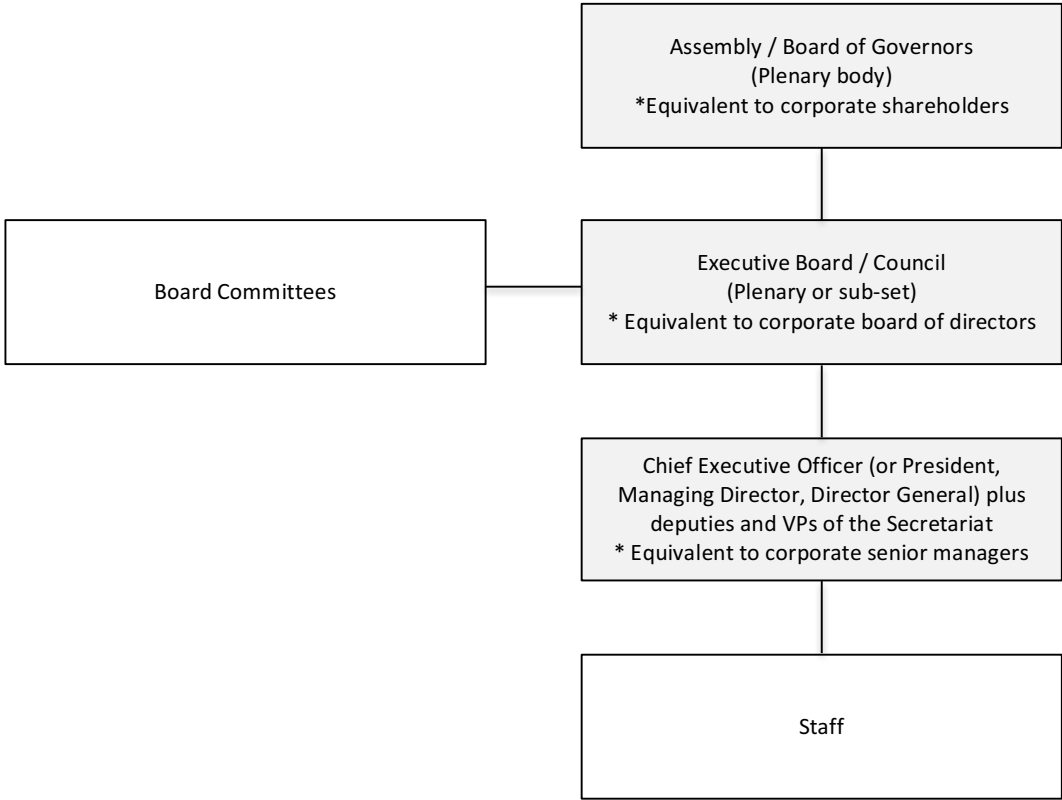 Assembly / Board of Governors
(Plenary body)
*Equivalent to corporate shareholders
Board Committees
Executive Board / Council
(Plenary or sub-set)
* Equivalent to corporate board of directors
Chief Executive Officer (or President,
Managing Director, Director General) plus
deputies and VPs of the Secretariat
* Equivalent to corporate senior managers
Staff